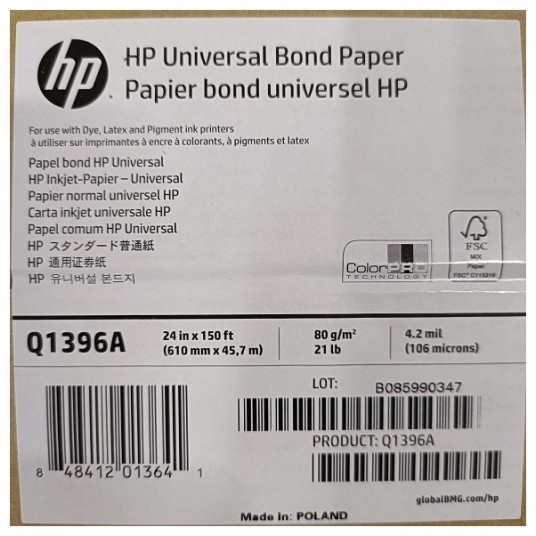 hp
HP Universal Bond Paper
Papier bond universel HP
For use with Dye, Latex and Pigment ink printers
à utiliser sur imprimantes à encre à colorants, à pigments et latex
Papel bond HP Universal
HP Inkjet-Papier – Universal
Papier normal universel HP
Carta inkjet universale HP
Papel comum HP Universal
HP スタンダード普通紙
HP 通用证券纸
HP 유니버설 본드지
ColorPRO
TECHNOLOGY
FSC
MIX
Paper
FSC® C115319
Q1396A
24 in x 150 ft
(610 mm x 45,7 m)
80 g/m²
21 lb
4.2 mil
(106 microns)
LOT: B085990347
PRODUCT: Q1396A
8 48412 01364 1
globalBMG.com/hp
Made in: POLAND